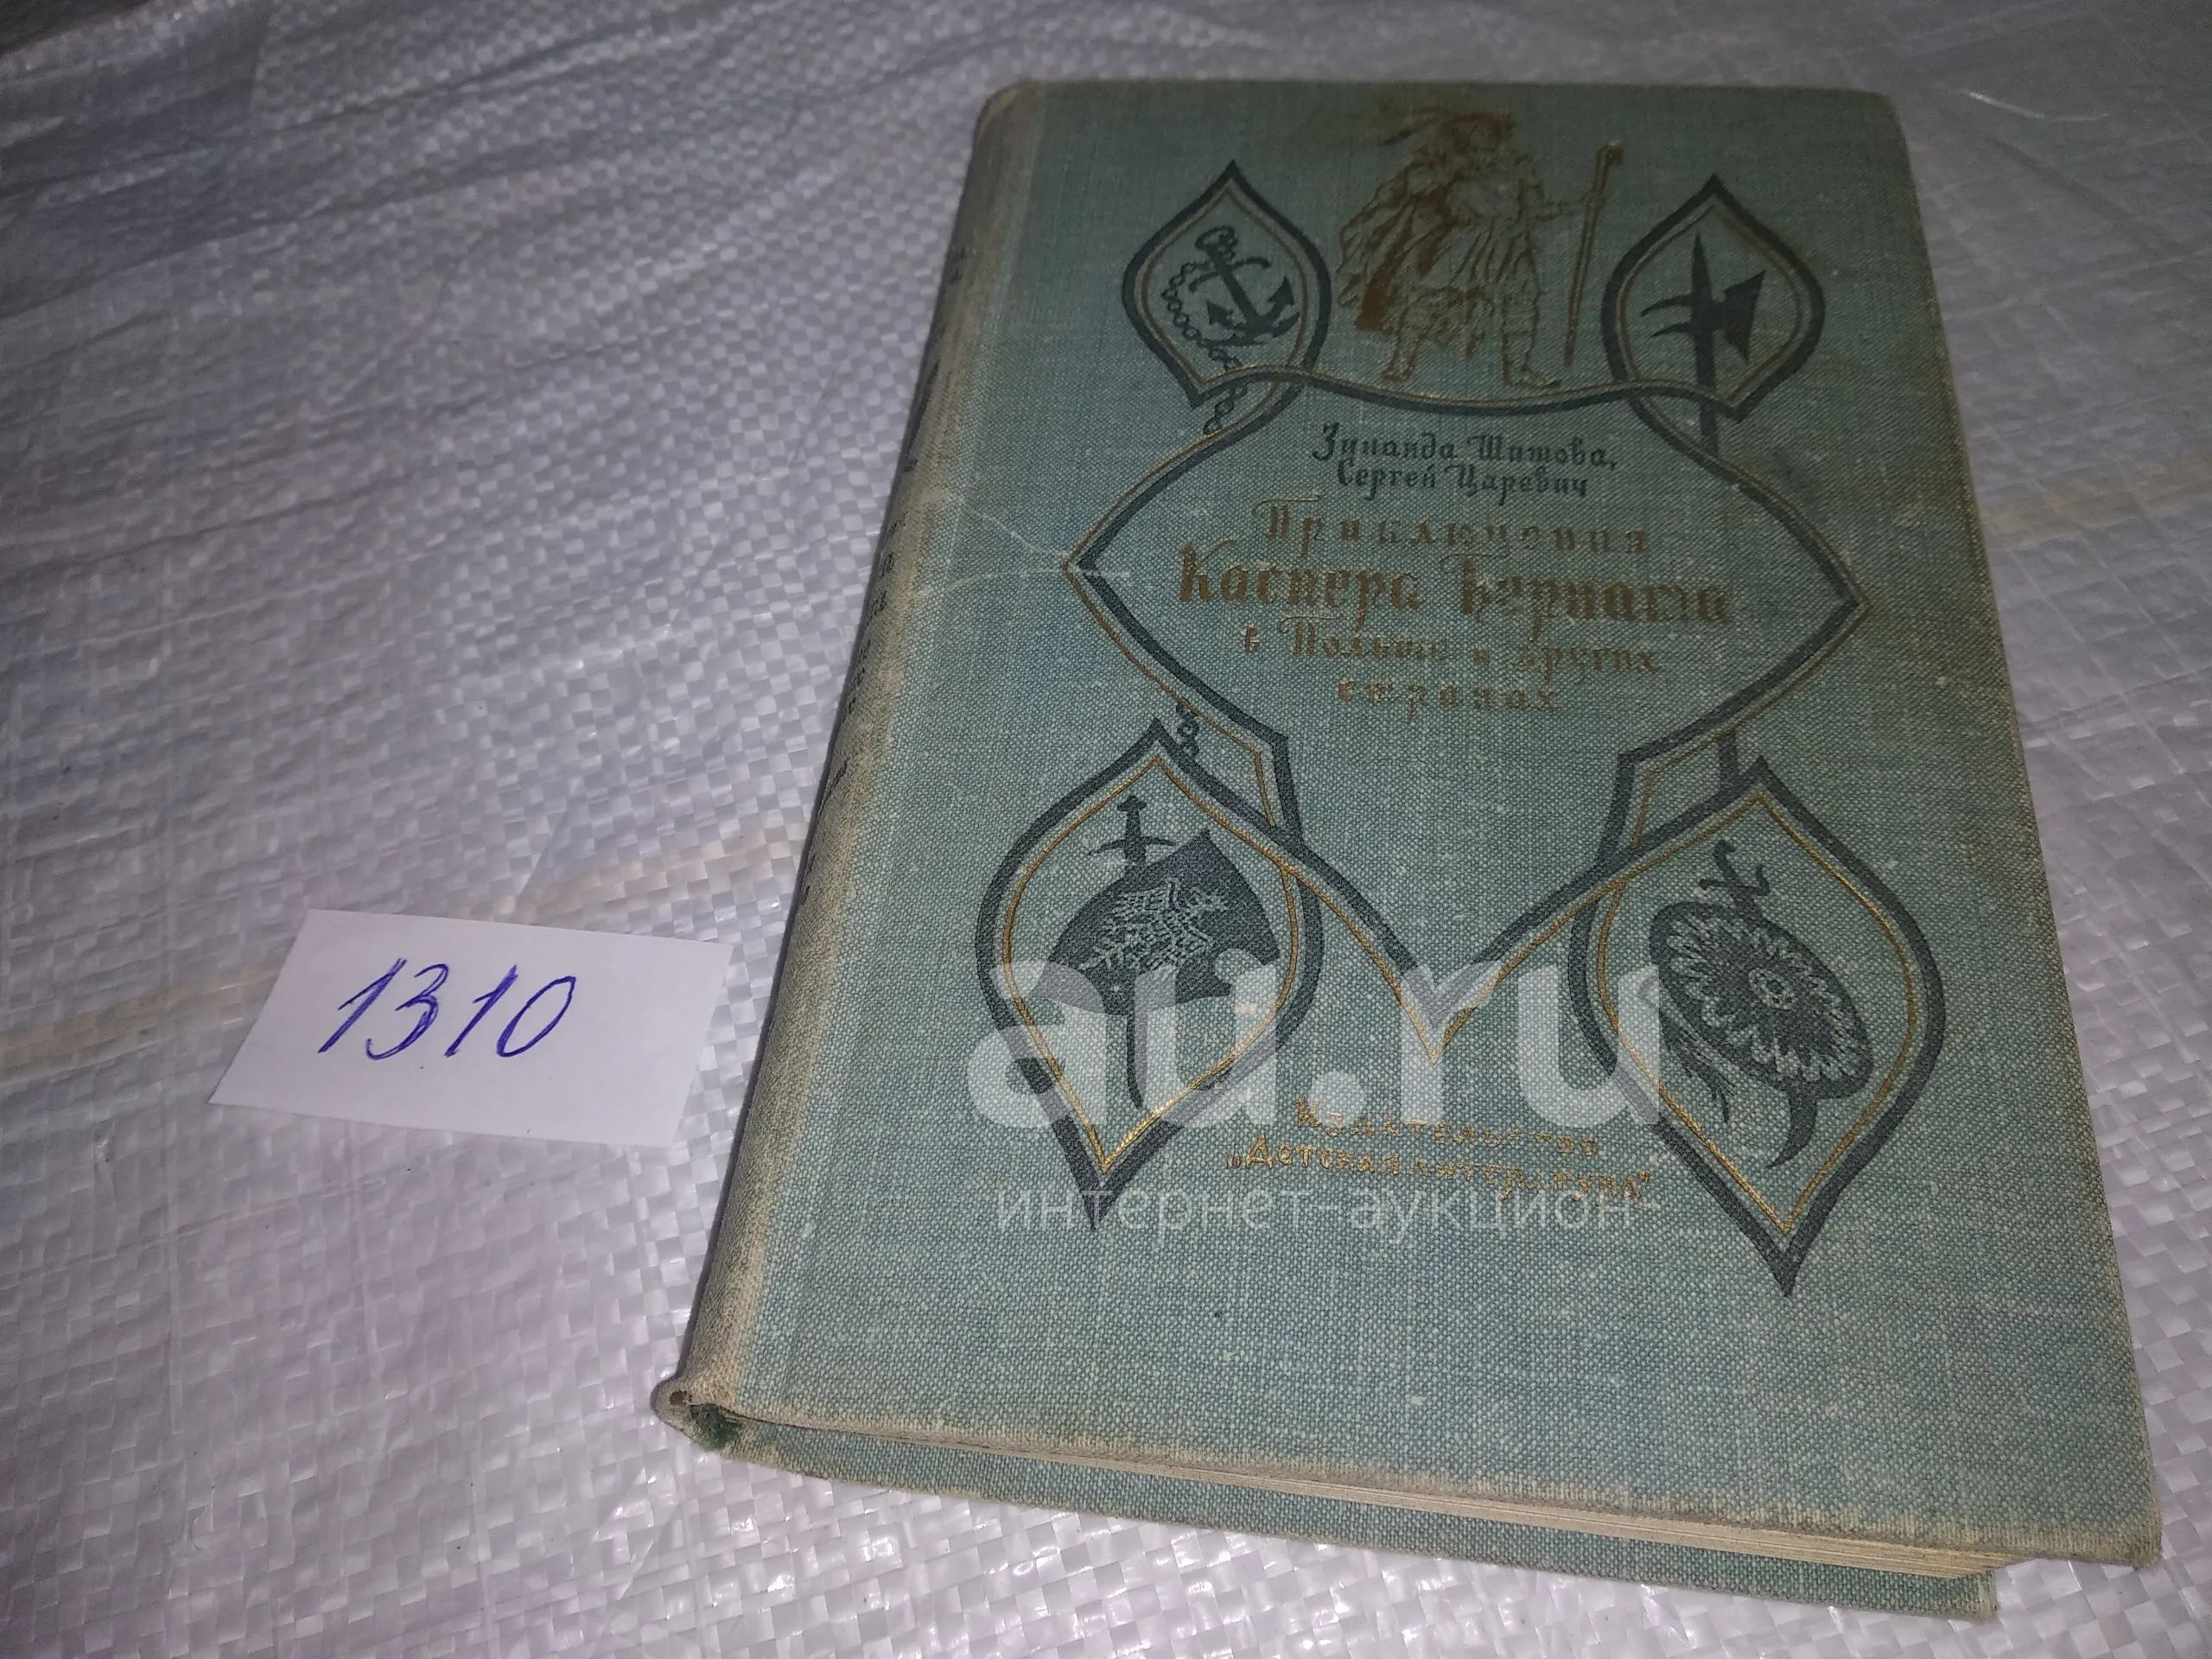 Зинаида Шишова,
Сергей Царевич
Приключения
Каспера Берната
в Польше и других
странах
1310
au.ru
Издательство
„Детская литература"
интернет-аукцион